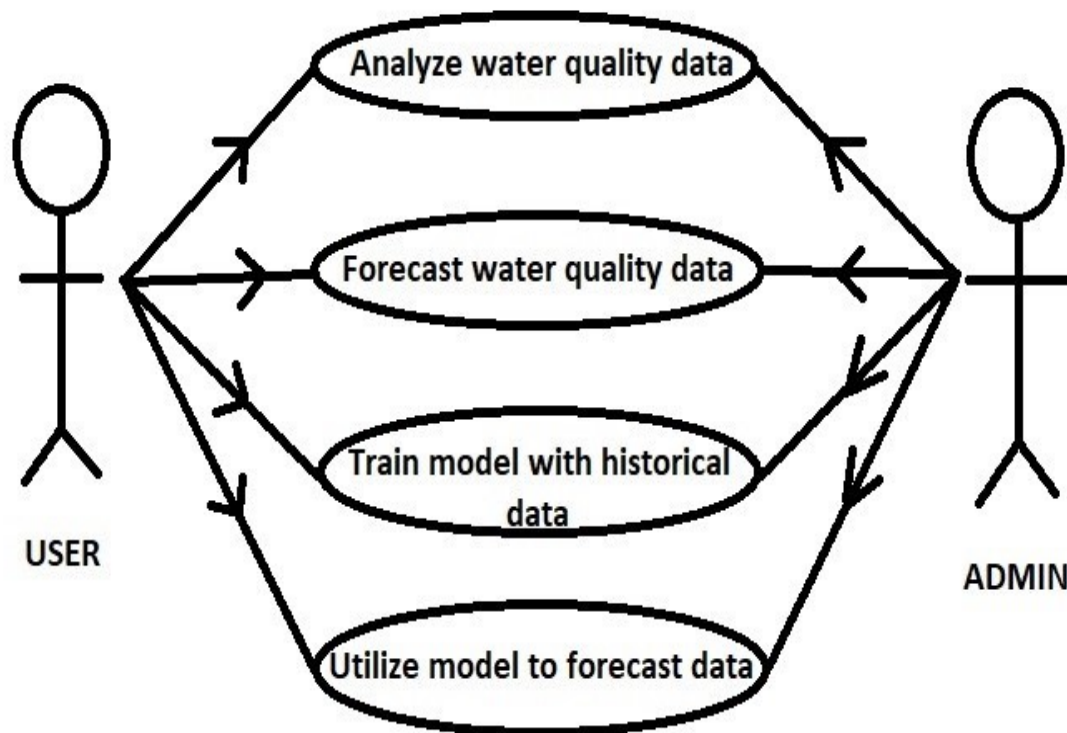 Analyze water quality data
Forecast water quality data
Train model with historical
data
USER
ADMIN
Utilize model to forecast data